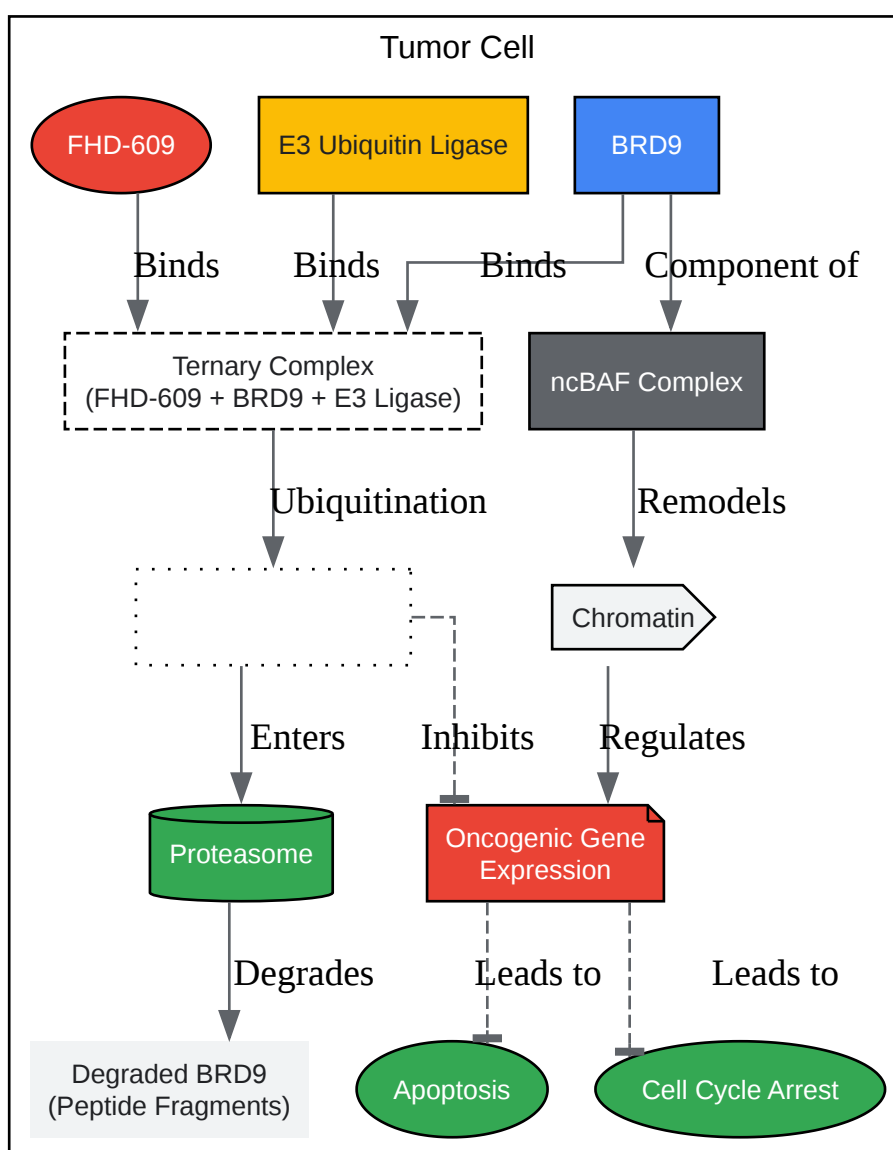 Tumor Cell
FHD-609
E3 Ubiquitin Ligase
BRD9
Binds
Binds
Binds
Component of
Ternary Complex
(FHD-609 + BRD9 + E3 Ligase)
ncBAF Complex
Ubiquitination
Remodels
Chromatin
Enters
Inhibits
Regulates
Proteasome
Oncogenic Gene
Expression
Degrades
Leads to
Leads to
Degraded BRD9
(Peptide Fragments)
Apoptosis
Cell Cycle Arrest